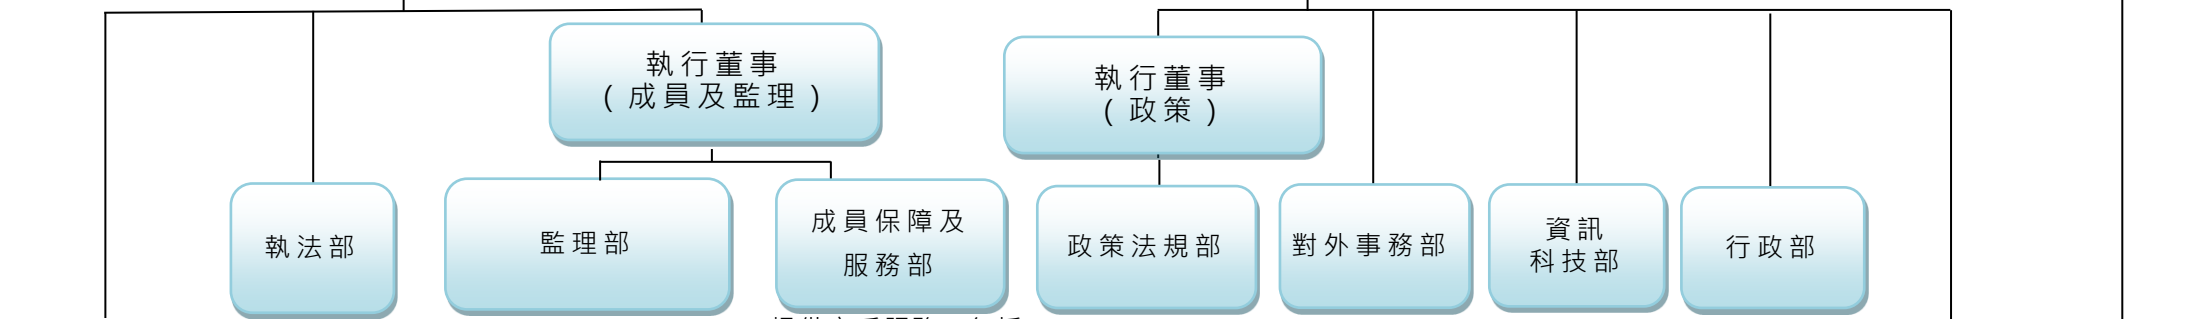 執行董事
( 成員及監理 )
執行董事
( 政策 )
執法部
監理部
成員保障及
服務部
政策法規部
對外事務部
資訊
科技部
行政部